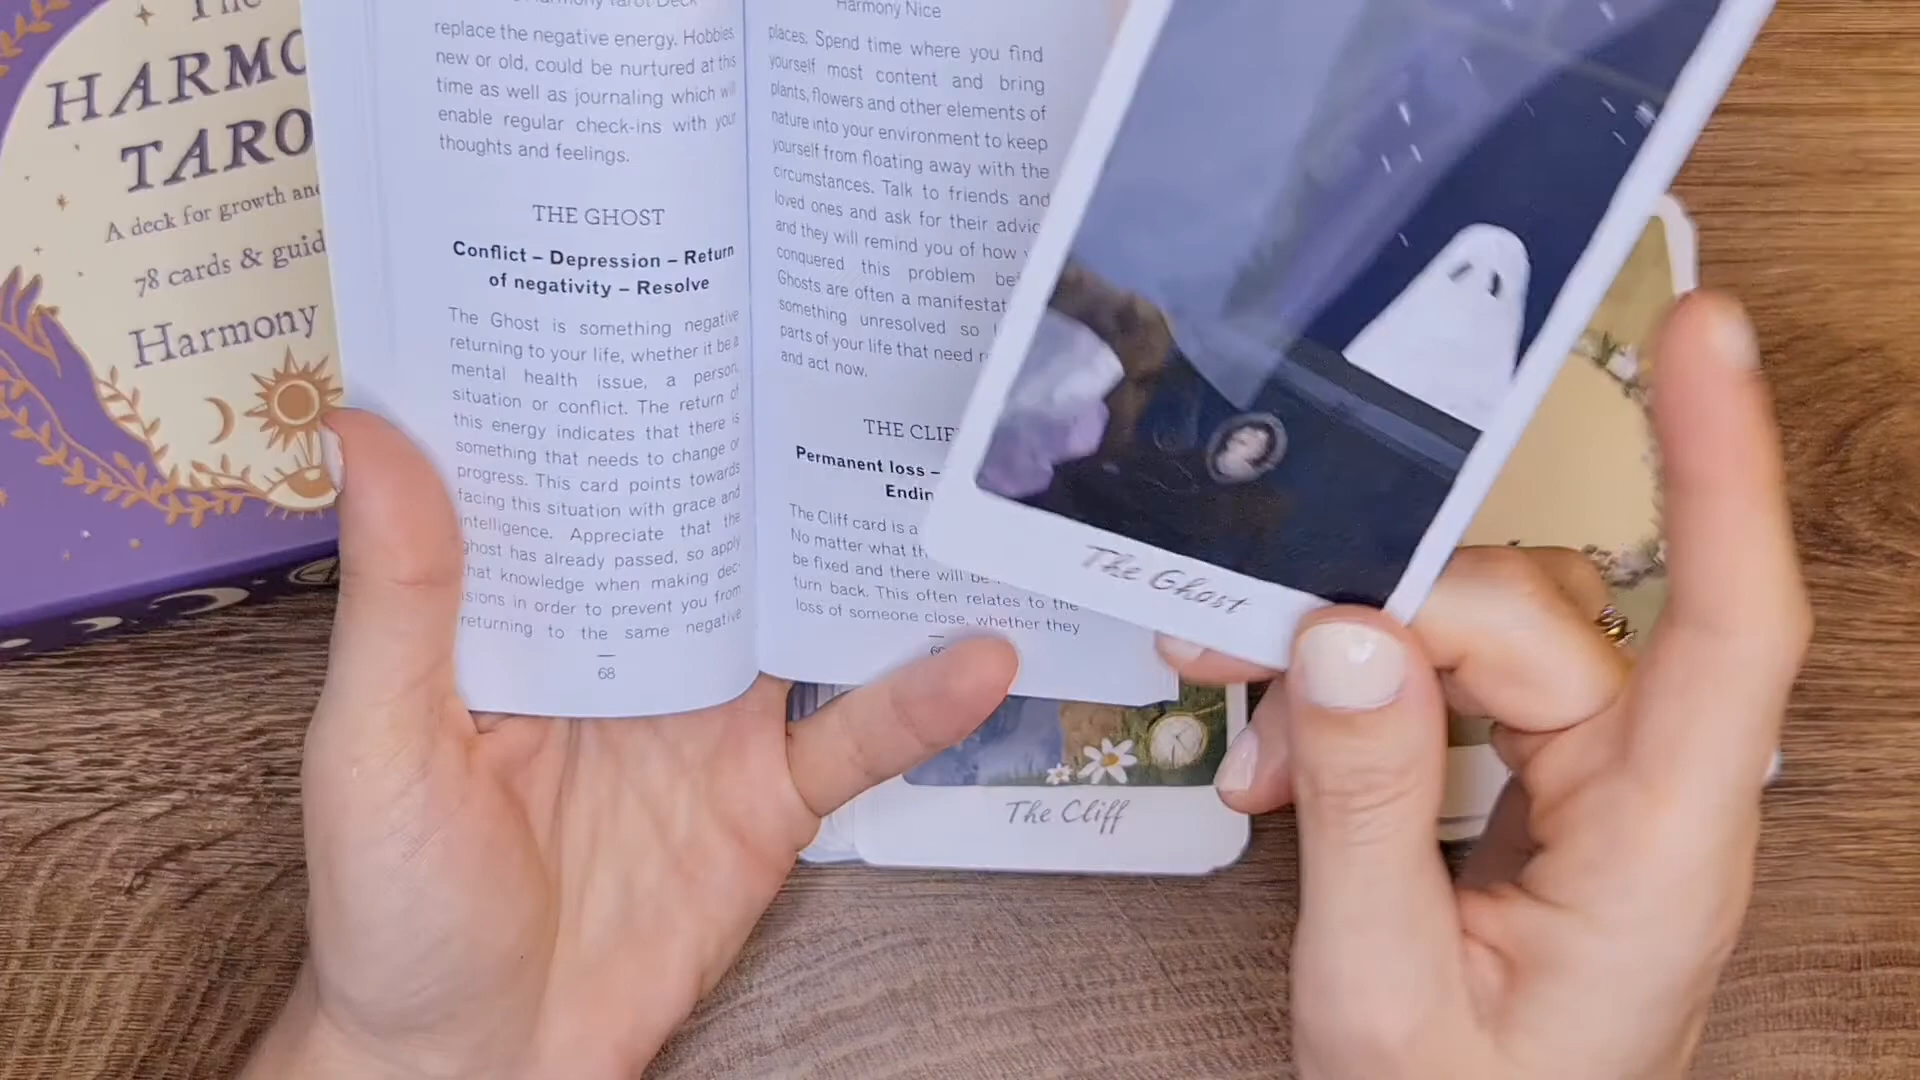 The
HARMO
TARO
A deck for growth an
78 cards & guid
Harmony
Harmony Tarot Deck
replace the negative energy. Hobbies,
new or old, could be nurtured at this
time as well as journaling which will
enable regular check-ins with your
thoughts and feelings.
THE GHOST
Conflict – Depression – Return
of negativity – Resolve
The Ghost is something negative
returning to your life, whether it be a
mental health issue, a person,
situation or conflict. The return of
this energy indicates that there is
something that needs to change or
progress. This card points towards
facing this situation with grace and
intelligence. Appreciate that the
ghost has already passed, so apply
that knowledge when making deci-
sions in order to prevent you from
returning to the same negative
68
Harmony Nice
places. Spend time where you find
yourself most content and bring
plants, flowers and other elements of
nature into your environment to keep
yourself from floating away with the
circumstances. Talk to friends and
loved ones and ask for their advic
and they will remind you of how
conquered this problem be
Ghosts are often a manifestat
something unresolved so
parts of your life that need r
and act now.
THE CLIF
Permanent loss –
Endin
The Cliff card is a
No matter what th
be fixed and there will be
turn back. This often relates to the
loss of someone close, whether they
The Ghost
The Cliff